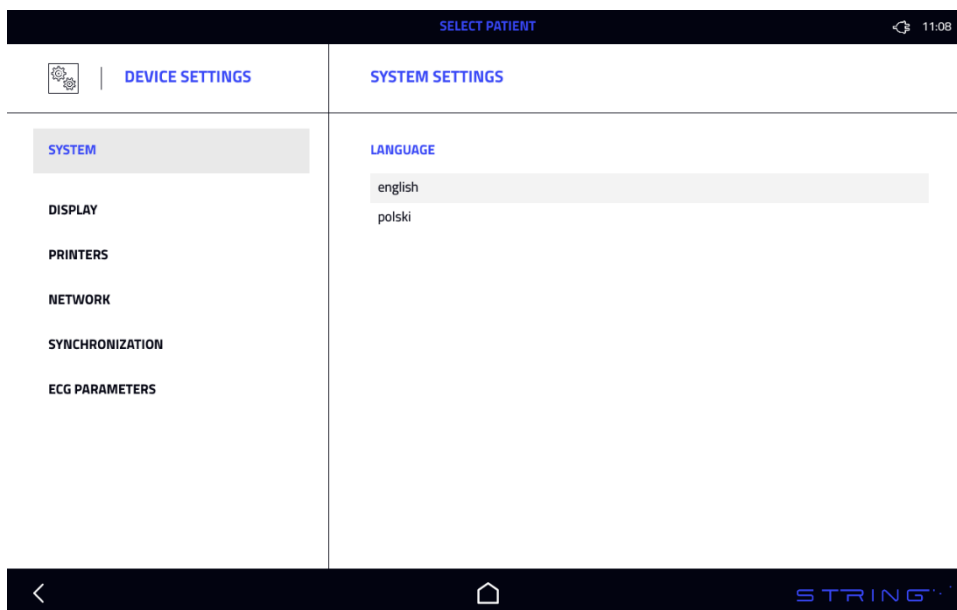 SELECT PATIENT
11:08
DEVICE SETTINGS
SYSTEM SETTINGS
SYSTEM
DISPLAY
PRINTERS
NETWORK
SYNCHRONIZATION
ECG PARAMETERS
LANGUAGE
english
polski
STRING